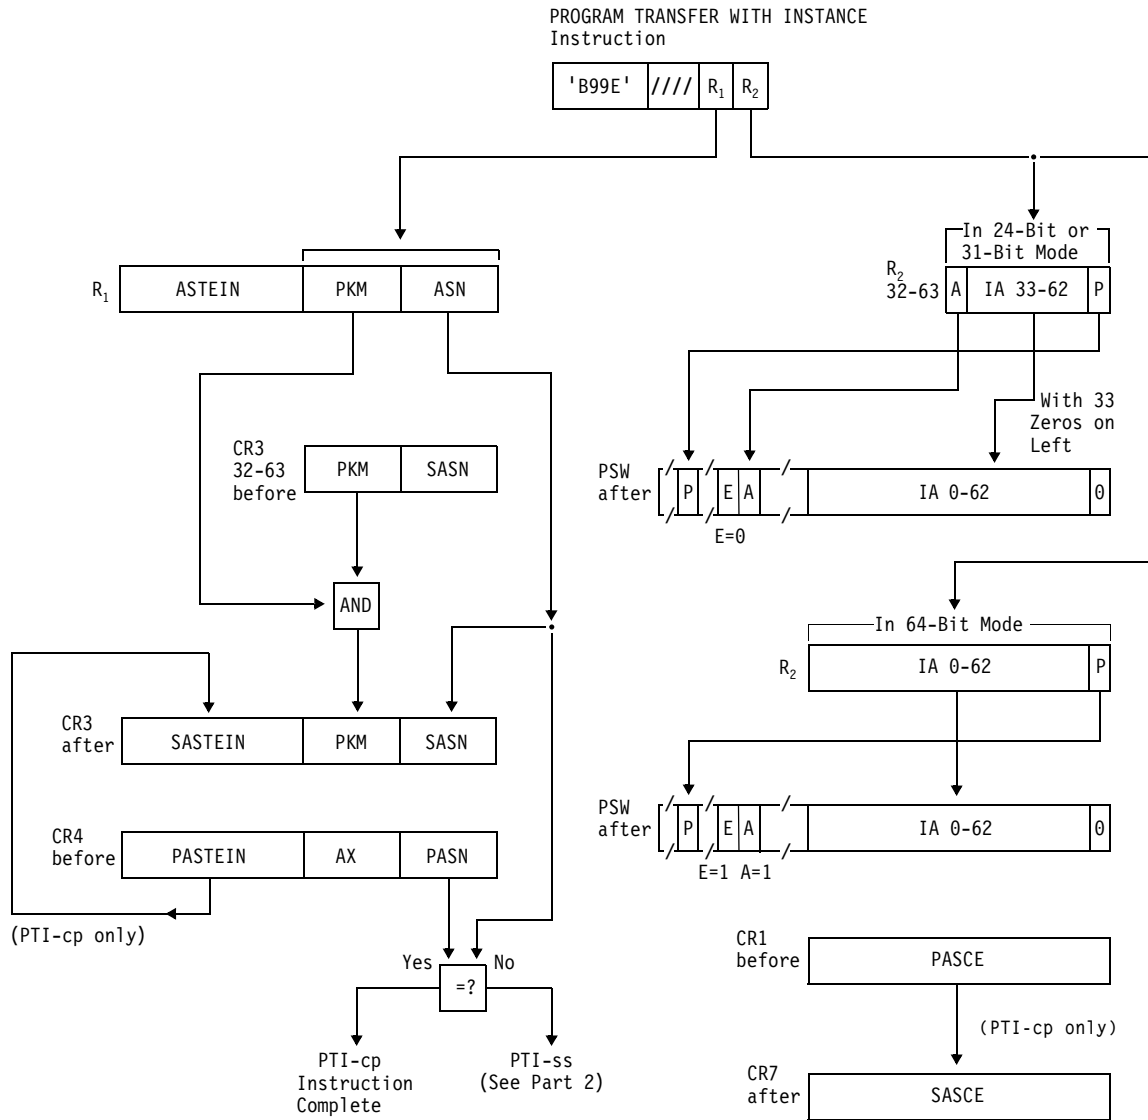 PROGRAM TRANSFER WITH INSTANCE
Instruction
'B99E' //// R₁ R₂
In 24-Bit or
31-Bit Mode
R₂
32-63 A IA 33-62 P
R₁ ASTEIN PKM ASN
With 33
Zeros on
Left
CR3
32-63
before PKM SASN
PSW
after P E A IA 0-62 0
E=0
AND
In 64-Bit Mode
R₂ IA 0-62 P
CR3
after SASTEIN PKM SASN
PSW
after P E A IA 0-62 0
E=1 A=1
CR4
before PASTEIN AX PASN
(PTI-cp only)
CR1
before PASCE
Yes =? No
(PTI-cp only)
PTI-cp
Instruction
Complete
PTI-ss
(See Part 2)
CR7
after SASCE